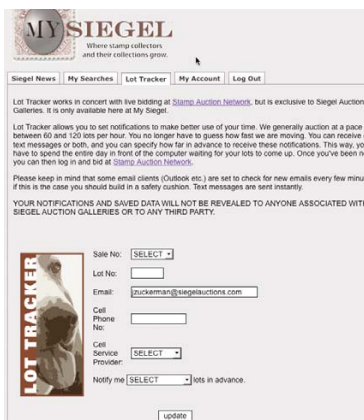 MY SIEGEL
Where stamp collectors
and their collections grow.
Siegel News
My Searches
Lot Tracker
My Account
Log Out
Lot Tracker works in concert with live bidding at Stamp Auction Network, but is exclusive to Siegel Auction
Galleries. It is only available here at My Siegel.
Lot Tracker allows you to set notifications to make better use of your time. We generally auction at a pace
between 60 and 120 lots per hour. You no longer have to guess how fast we are moving. You can receive
text messages or both, and you can specify how far in advance to receive these notifications. This way, yo
have to spend the entire day in front of the computer waiting for your lots to come up. Once you've been n
you can then log in and bid at Stamp Auction Network.
Please keep in mind that some email clients (Outlook etc.) are set to check for new emails every few minu
if this is the case you should build in a safety cushion. Text messages are sent instantly.
YOUR NOTIFICATIONS AND SAVED DATA WILL NOT BE REVEALED TO ANYONE ASSOCIATED WIT
SIEGEL AUCTION GALLERIES OR TO ANY THIRD PARTY.
LOT TRACKER
Sale No: SELECT
Lot No:
Email: jzuckerman@siegelauctions.com
Cell
Phone
No:
Cell
Service
Provider: SELECT
Notify me SELECT lots in advance.
update